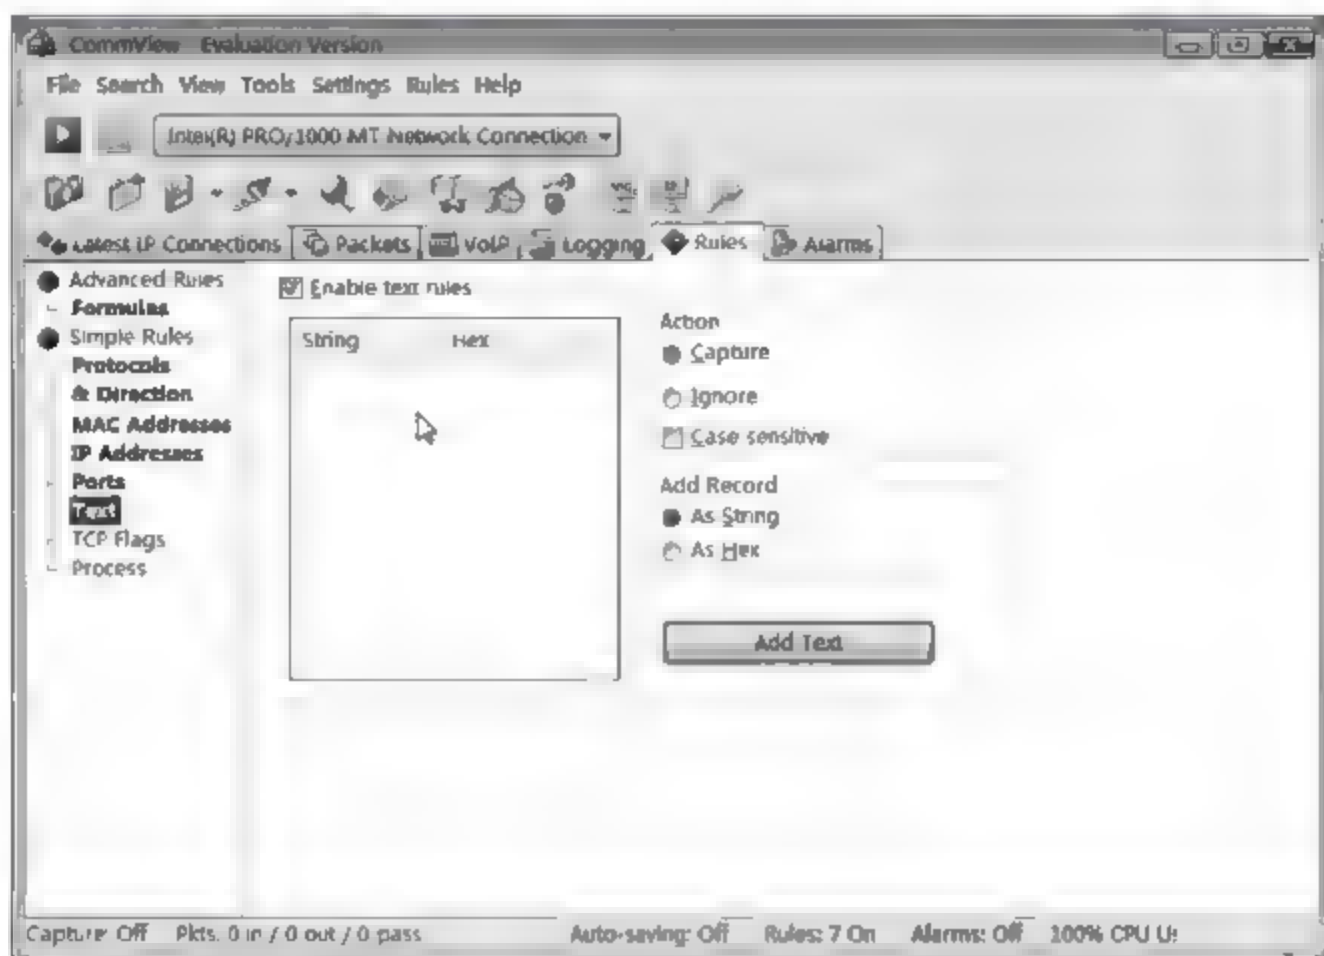 CommView Evaluation Version
File Search View Tools Settings Rules Help
Intel(R) PRO/1000 MT Network Connection
Latest IP Connections Packets VoIP Logging Rules Alarms
Advanced Rules
Formulas
Simple Rules
Protocols
& Direction
MAC Addresses
IP Addresses
Ports
Text
TCP Flags
Process
Enable text rules
String Hex
Action
Capture
Ignore
Case sensitive
Add Record
As String
As Hex
Add Text
Capture: Off Pkts: 0 in / 0 out / 0 pass Auto-saving: Off Rules: 7 On Alarms: Off 100% CPU U